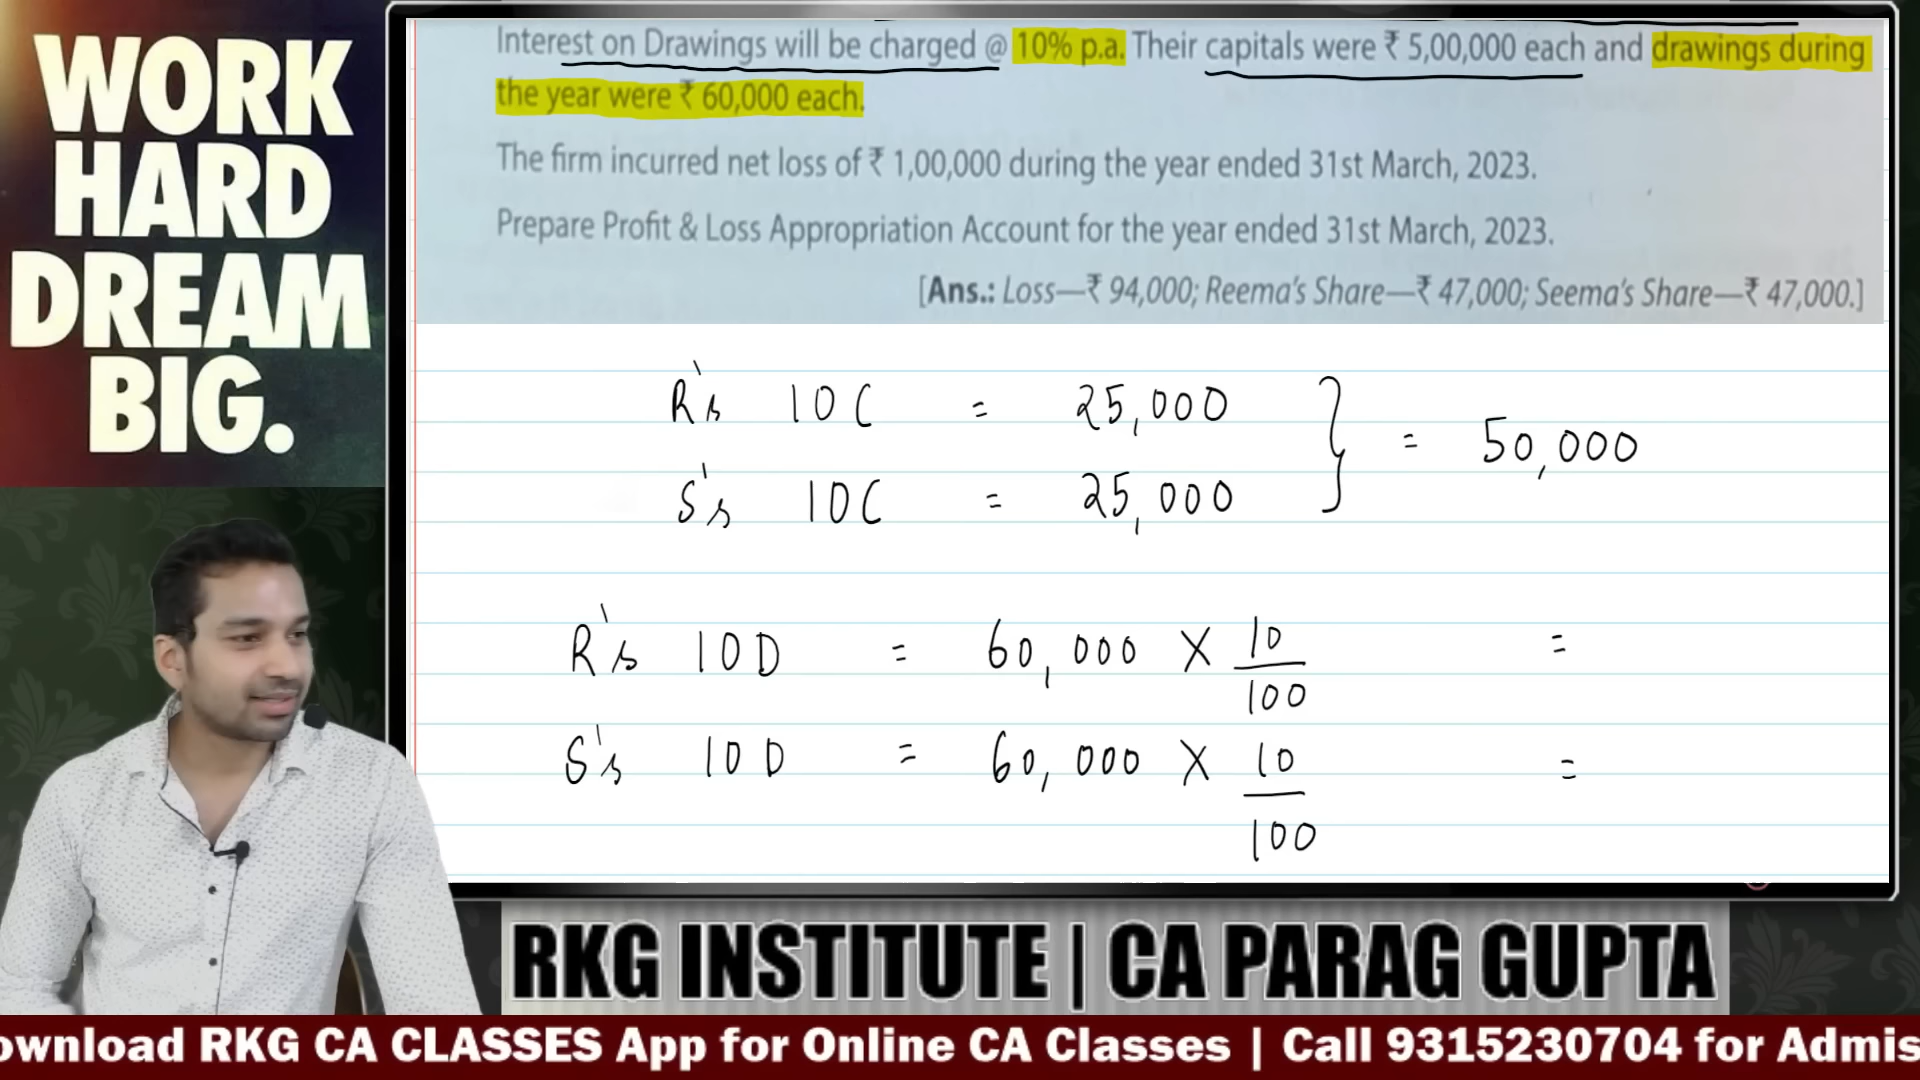 WORK
HARD
DREAM
BIG.
Interest on Drawings will be charged @ 10% p.a. Their capitals were ₹ 5,00,000 each and drawings during
the year were ₹ 60,000 each.
The firm incurred net loss of ₹ 1,00,000 during the year ended 31st March, 2023.
Prepare Profit & Loss Appropriation Account for the year ended 31st March, 2023.
[Ans.: Loss—₹ 94,000; Reema's Share—₹ 47,000; Seema's Share—₹ 47,000.]
R's IOC = 25,000
= 50,000
S's IOC = 25,000
R's IOD = 60,000 X 10/100 =
S's IOD = 60,000 X 10/100 =
RKG INSTITUTE | CA PARAG GUPTA
ownload RKG CA CLASSES App for Online CA Classes | Call 9315230704 for Admis